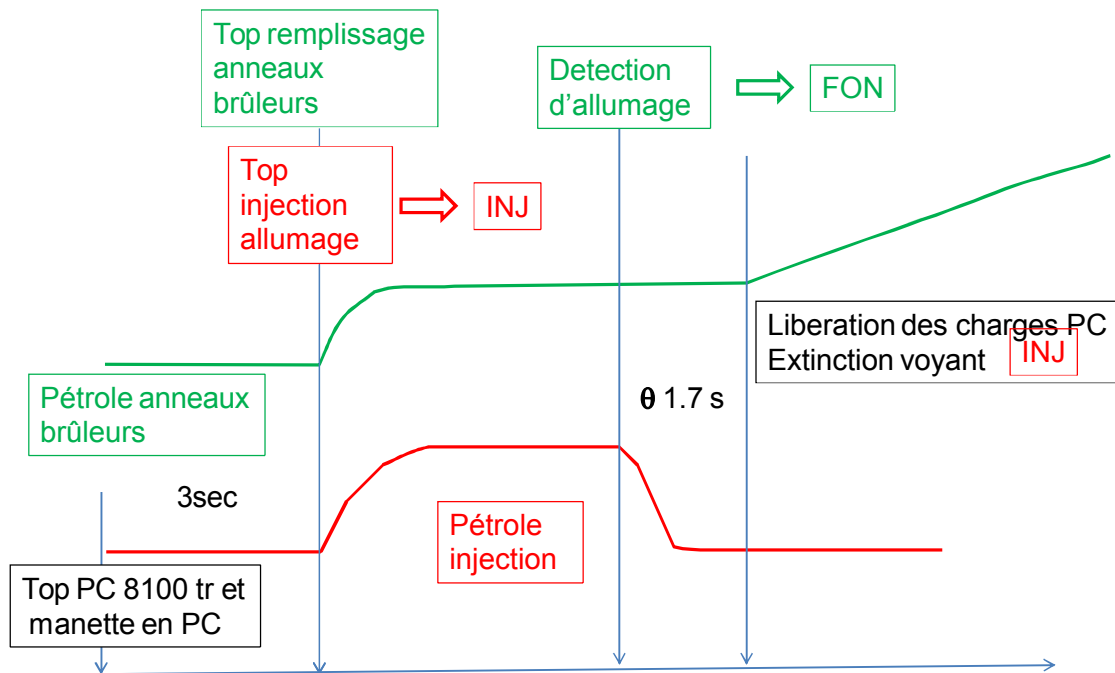 Top remplissage
anneaux
brûleurs
Detection
d'allumage
FON
Top
injection
allumage
INJ
Liberation des charges PC
Extinction voyant INJ
Pétrole anneaux
brûleurs
θ 1.7 s
3sec
Pétrole
injection
Top PC 8100 tr et
manette en PC